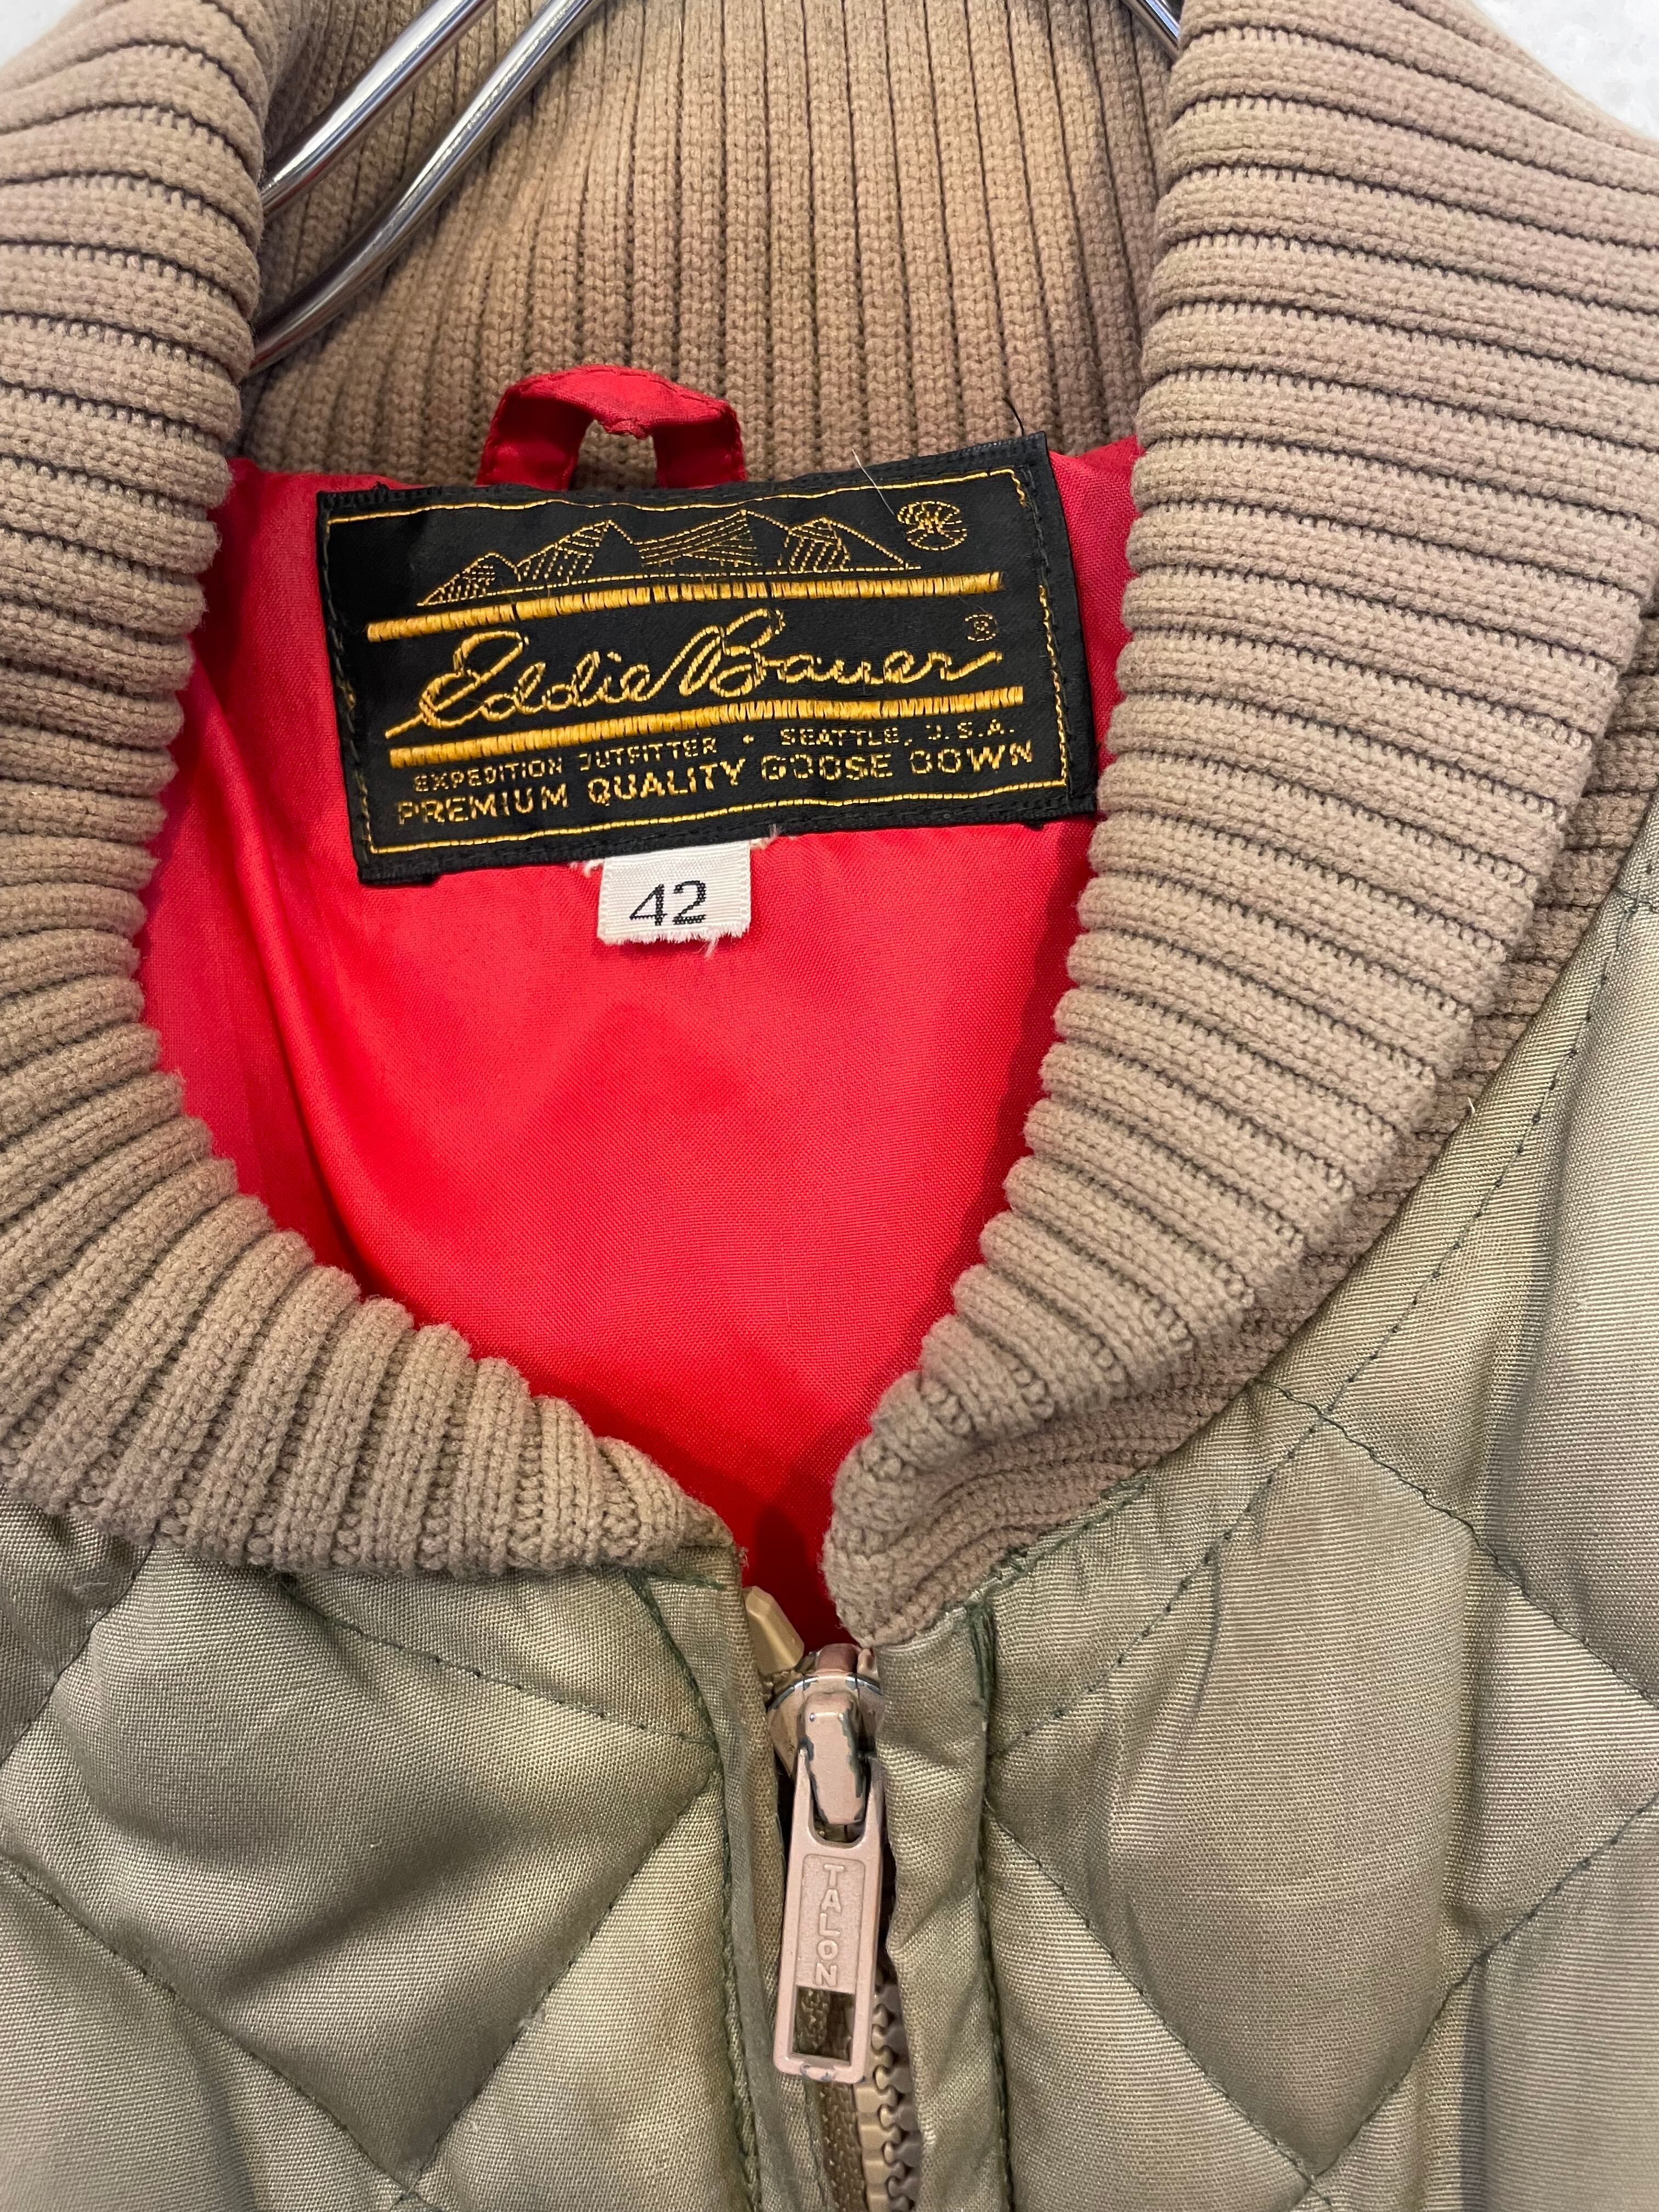 Eddie Bauer ®
EXPEDITION OUTFITTER • SEATTLE, U.S.A.
PREMIUM QUALITY GOOSE DOWN
42
TALON